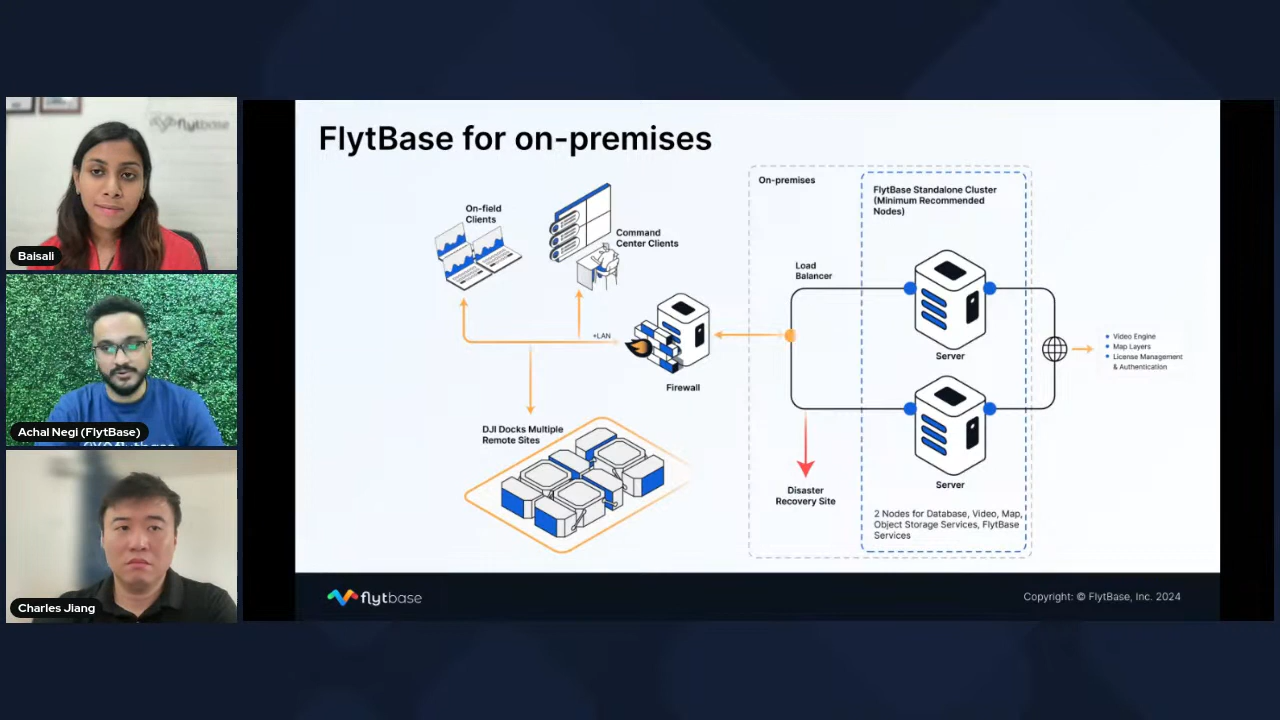 flytbase
Baisali
Achal Negi (FlytBase)
Charles Jiang
FlytBase for on-premises
On-field
Clients
Command
Center Clients
+LAN
Firewall
DJI Docks Multiple
Remote Sites
On-premises
Load
Balancer
Disaster
Recovery Site
FlytBase Standalone Cluster
(Minimum Recommended
Nodes)
Server
Server
2 Nodes for Database, Video, Map,
Object Storage Services, FlytBase
Services
Video Engine
Map Layers
License Management
& Authentication
flytbase
Copyright: © FlytBase, Inc. 2024